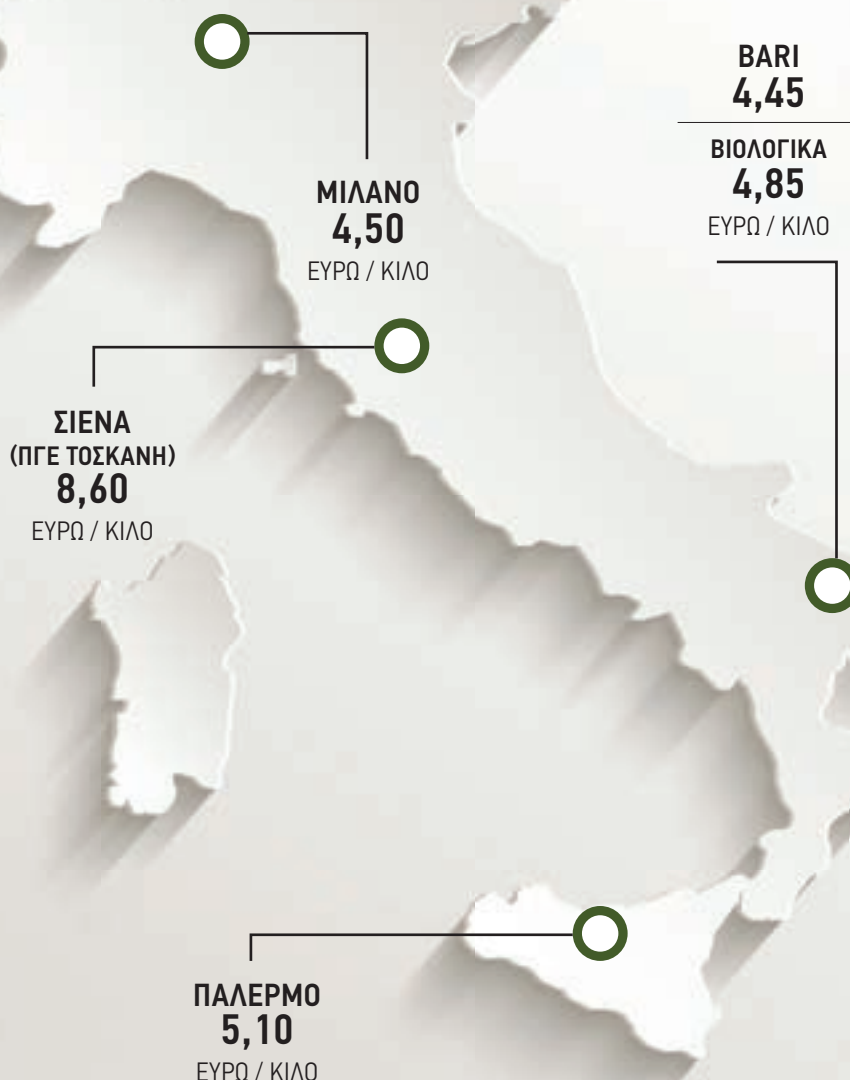 BARI
4,45
ΒΙΟΛΟΓΙΚΑ
4,85
ΕΥΡΩ / ΚΙΛΟ
ΜΙΛΑΝΟ
4,50
ΕΥΡΩ / ΚΙΛΟ
ΣΙΕΝΑ
(ΠΓΕ ΤΟΣΚΑΝΗ)
8,60
ΕΥΡΩ / ΚΙΛΟ
ΠΑΛΕΡΜΟ
5,10
ΕΥΡΩ / ΚΙΛΟ